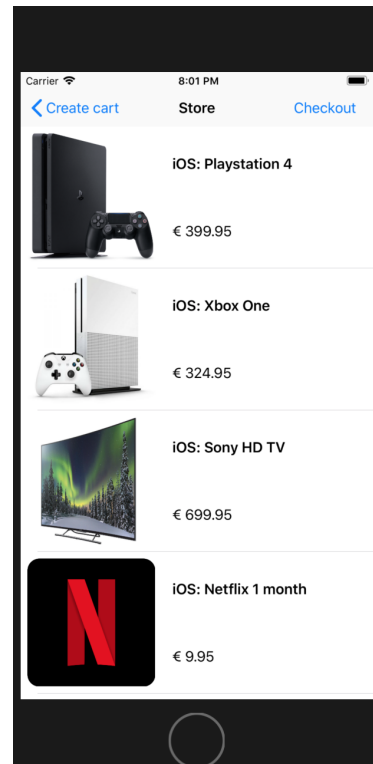 Carrier 8:01 PM
Create cart Store Checkout
iOS: Playstation 4
€ 399.95
iOS: Xbox One
€ 324.95
iOS: Sony HD TV
€ 699.95
iOS: Netflix 1 month
€ 9.95